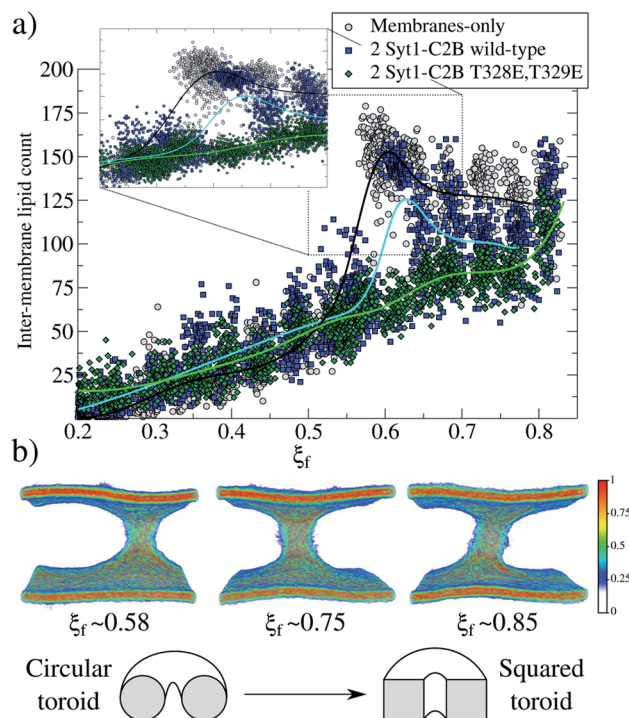 a)
Membranes-only
2 Syt1-C2B wild-type
2 Syt1-C2B T328E,T329E
Inter-membrane lipid count
200
175
150
125
100
75
50
25
0.2 0.3 0.4 0.5 0.6 0.7 0.8
ξf
b)
1
0.75
0.5
0.25
0
ξf ~0.58 ξf ~0.75 ξf ~0.85
Circular toroid
Squared toroid